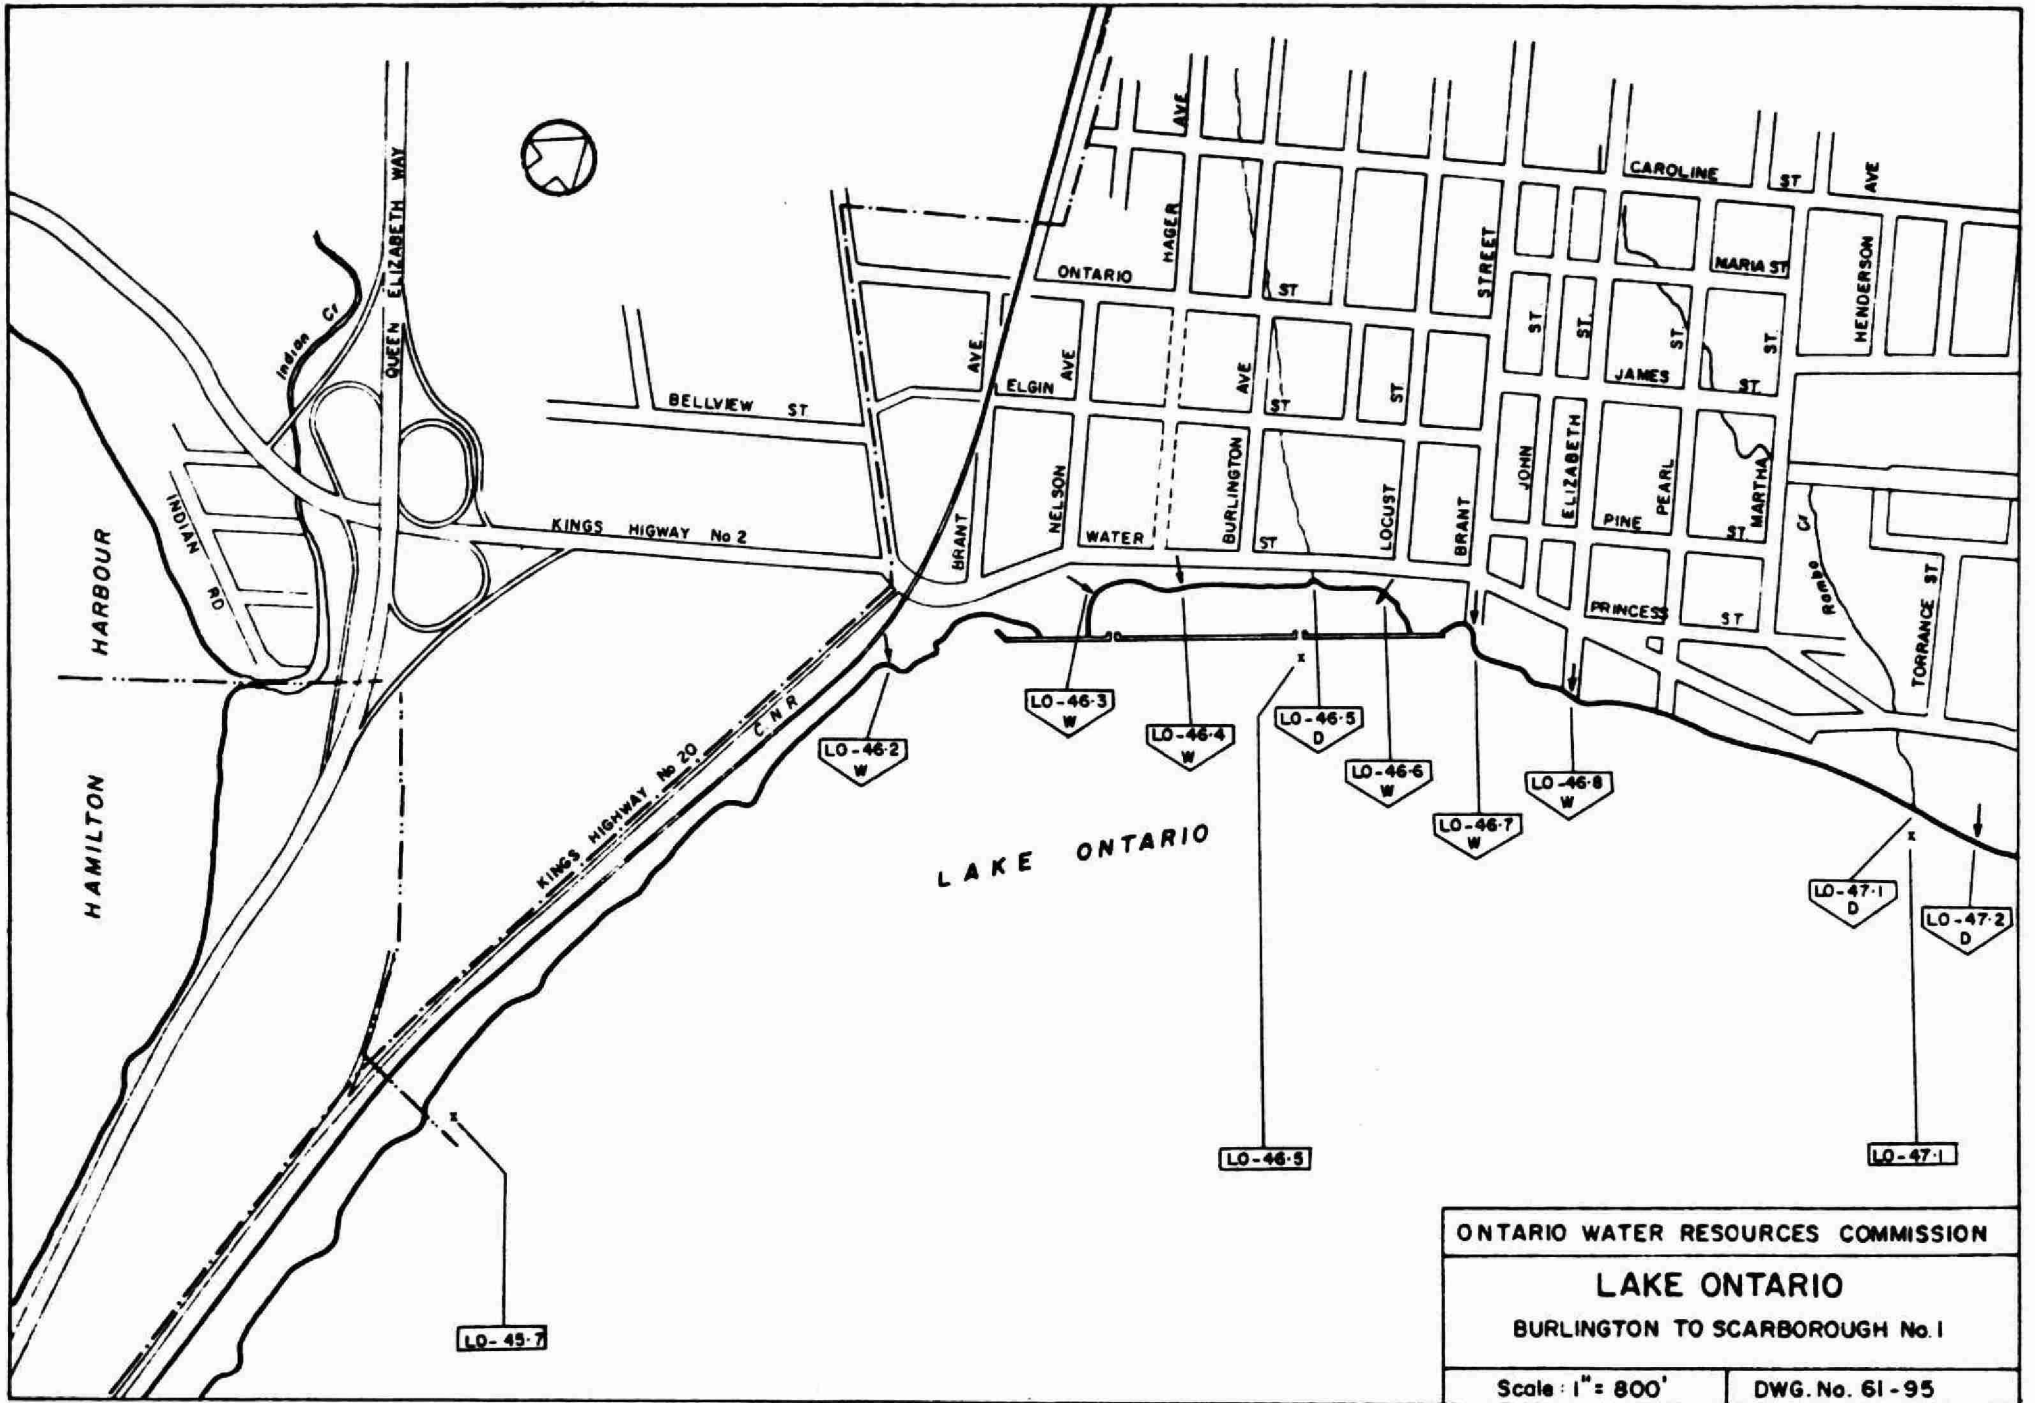 QUEEN ELIZABETH WAY
Indian Cr
INDIAN RD
HAMILTON HARBOUR
BELLVIEW ST
KINGS HIGWAY No 2
KINGS HIGHWAY No 20
C N R
HAGER AVE
CAROLINE ST
HENDERSON AVE
ONTARIO ST
MARIA ST
ELGIN ST
JAMES ST.
BRANT AVE.
NELSON AVE
BURLINGTON AVE
LOCUST ST
BRANT STREET
JOHN ST
ELIZABETH ST.
PEARL ST.
MARTHA ST.
WATER ST
PINE ST
PRINCESS ST
Rambo Cr
TORRANCE ST
LAKE ONTARIO
LO-46·2
W
LO-46·3
W
LO-46·4
W
LO-46·5
D
LO-46·6
W
LO-46·7
W
LO-46·8
W
LO-47·1
D
LO-47·2
D
LO-46·5
LO-47·1
LO-45·7
ONTARIO WATER RESOURCES COMMISSION
LAKE ONTARIO
BURLINGTON TO SCARBOROUGH No. 1
Scale : 1" = 800'
DWG. No. 61-95